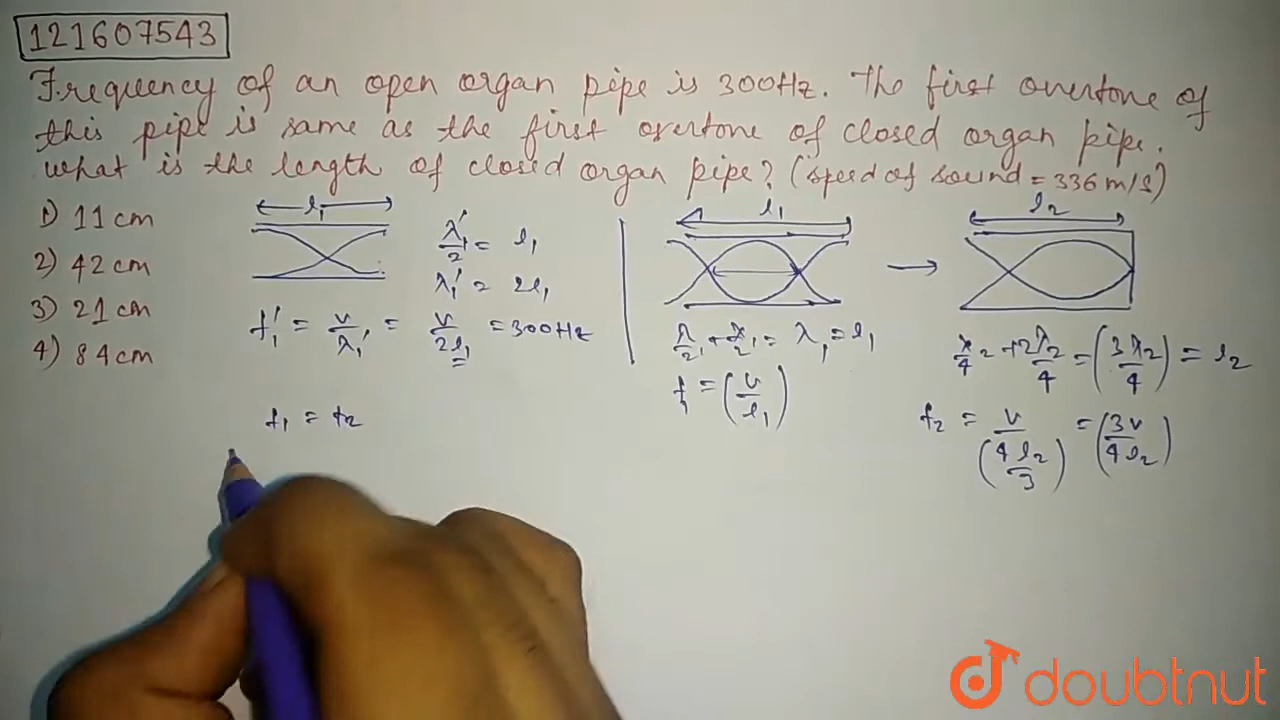 121607543
Frequency of an open organ pipe is 300Hz. The first overtone of
this pipe is same as the first overtone of closed organ pipe.
what is the length of closed organ pipe? (speed of sound = 336 m/s)
1) 11 cm
2) 42 cm
3) 21 cm
4) 84 cm
l₁
λ₁'/2 = l₁
λ₁' = 2l₁
f₁' = v/λ₁' = v/2l₁ = 300Hz
l₁
λ₁/2 + λ₁/2 = λ₁ = l₁
f₁ = (v/l₁)
l₂
λ₂/4 + 2λ₂/4 = (3λ₂/4) = l₂
f₂ = v/(4l₂/3) = (3v/4l₂)
f₁ = f₂
doubtnut